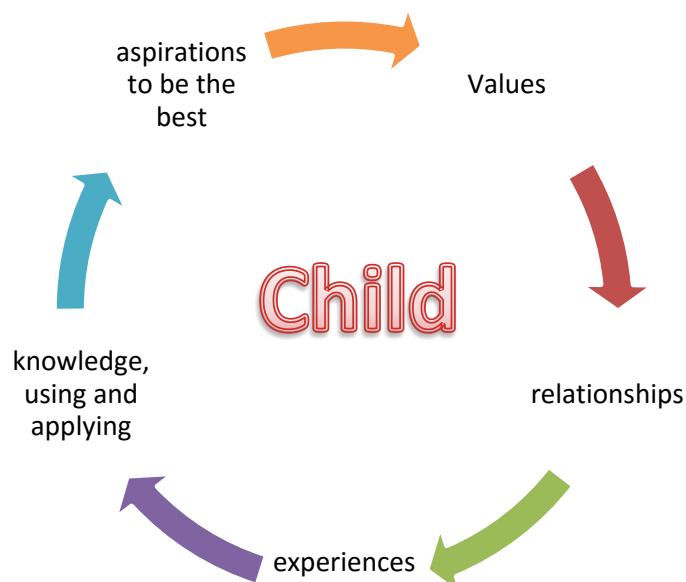 aspirations
to be the
best
Values
Child
knowledge,
using and
applying
relationships
experiences